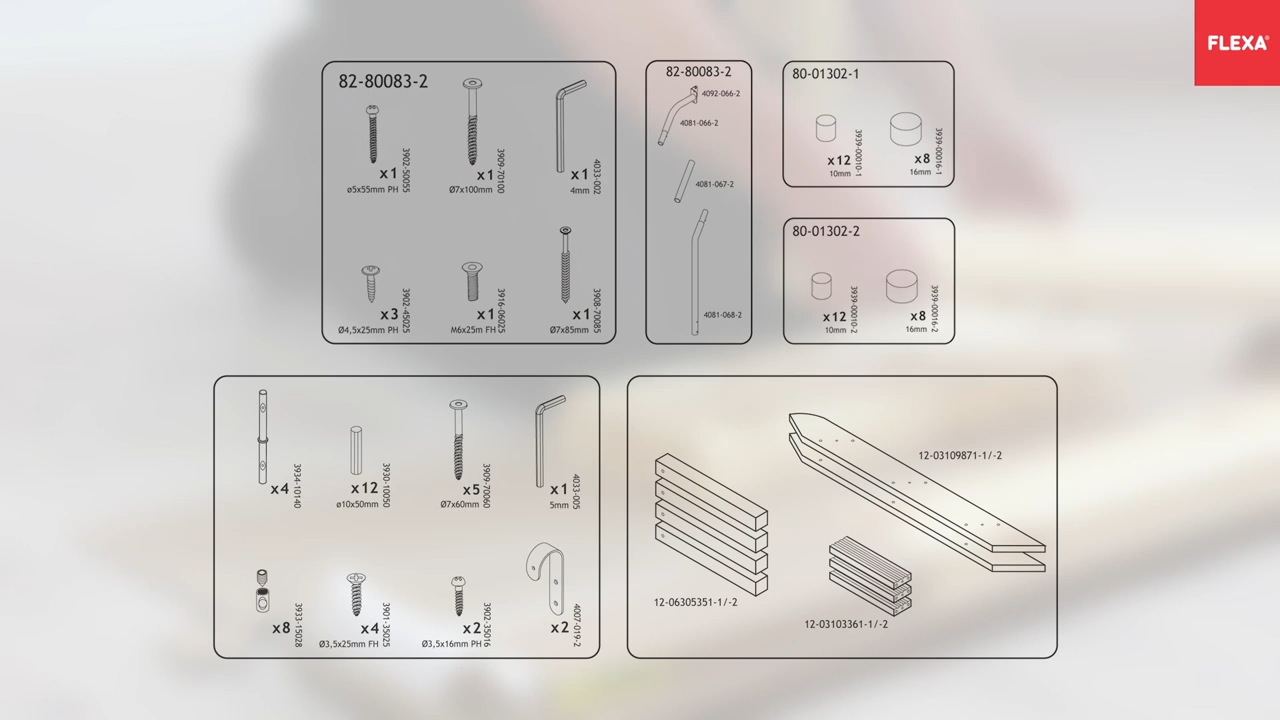 FLEXA®
82-80083-2
x1
ø5x55mm PH
3902-50055
x1
Ø7x100mm
3909-70100
x1
4mm
4033-002
x3
Ø4,5x25mm PH
3902-45025
x1
M6x25m FH
3916-06025
x1
Ø7x85mm
3908-70085
82-80083-2
4092-066-2
4081-066-2
4081-067-2
4081-068-2
80-01302-1
x12
10mm
3939-00010-1
x8
16mm
3939-00016-1
80-01302-2
x12
10mm
3939-00010-2
x8
16mm
3939-00016-2
x4
3934-10140
x12
ø10x50mm
3930-10050
x5
Ø7x60mm
3909-70060
x1
5mm
4033-005
x8
3933-15028
x4
Ø3,5x25mm FH
3901-35025
x2
Ø3,5x16mm PH
3902-35016
x2
4007-019-2
12-06305351-1/-2
12-03109871-1/-2
12-03103361-1/-2